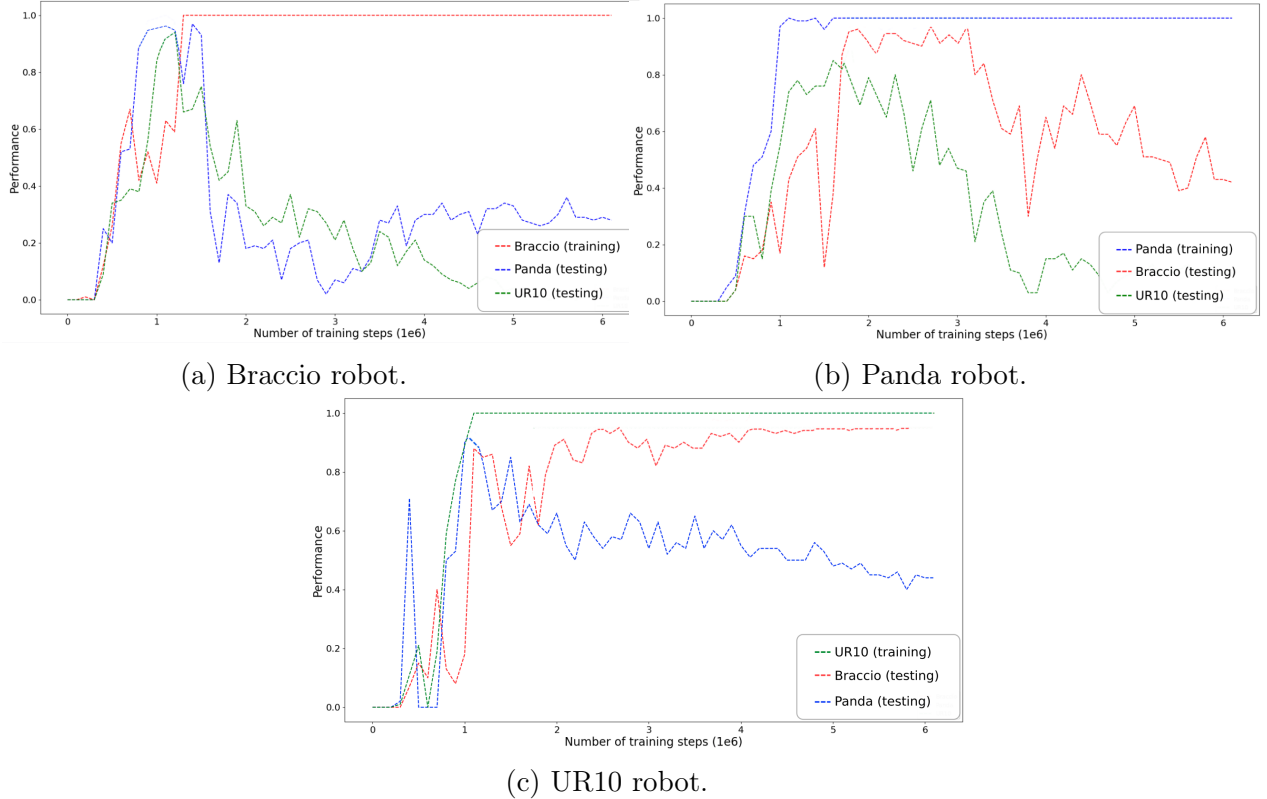 1.0
0.8
0.6
0.4
0.2
0.0
Performance
0 1 2 3 4 5 6
Number of training steps (1e6)
Braccio (training)
Panda (testing)
UR10 (testing)
(a) Braccio robot.
1.0
0.8
0.6
0.4
0.2
0.0
Performance
0 1 2 3 4 5 6
Number of training steps (1e6)
Panda (training)
Braccio (testing)
UR10 (testing)
(b) Panda robot.
1.0
0.8
0.6
0.4
0.2
0.0
Performance
0 1 2 3 4 5 6
Number of training steps (1e6)
UR10 (training)
Braccio (testing)
Panda (testing)
(c) UR10 robot.